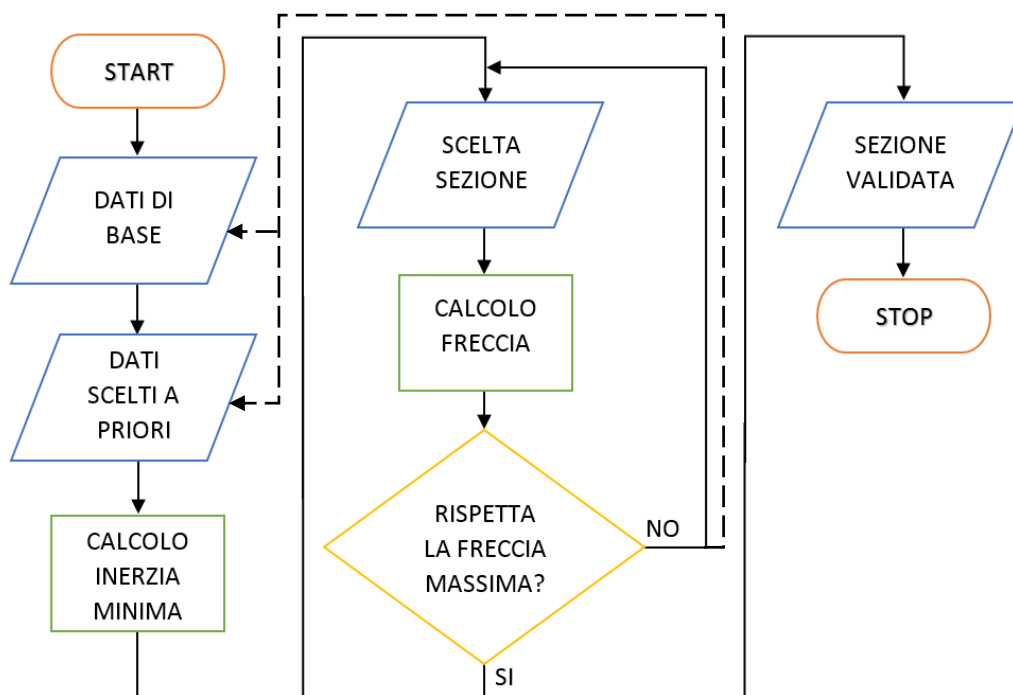 START
DATI DI
BASE
DATI
SCELTI A
PRIORI
CALCOLO
INERZIA
MINIMA
SCELTA
SEZIONE
CALCOLO
FRECCIA
RISPETTA
LA FRECCIA
MASSIMA?
NO
SI
SEZIONE
VALIDATA
STOP